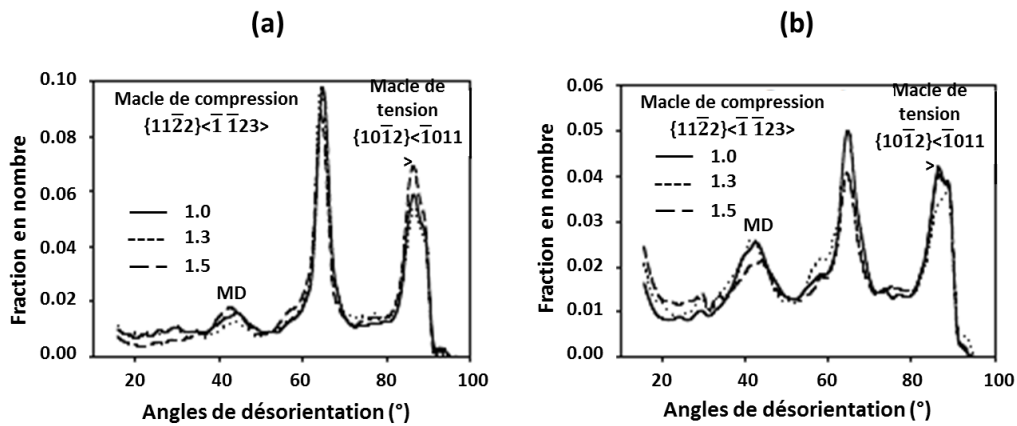 (a)
0.10
0.08
0.06
0.04
0.02
0.00
Fraction en nombre
Macle de compression
{112̅2}<1̅ 1̅23>
Macle de
tension
{101̅2}<1̅011
>
1.0
1.3
1.5
MD
20
40
60
80
100
Angles de désorientation (°)
(b)
0.06
0.05
0.04
0.03
0.02
0.01
0.00
Fraction en nombre
Macle de compression
{112̅2}<1̅ 1̅23>
Macle de
tension
{101̅2}<1̅011
>
1.0
1.3
1.5
MD
20
40
60
80
100
Angles de désorientation (°)